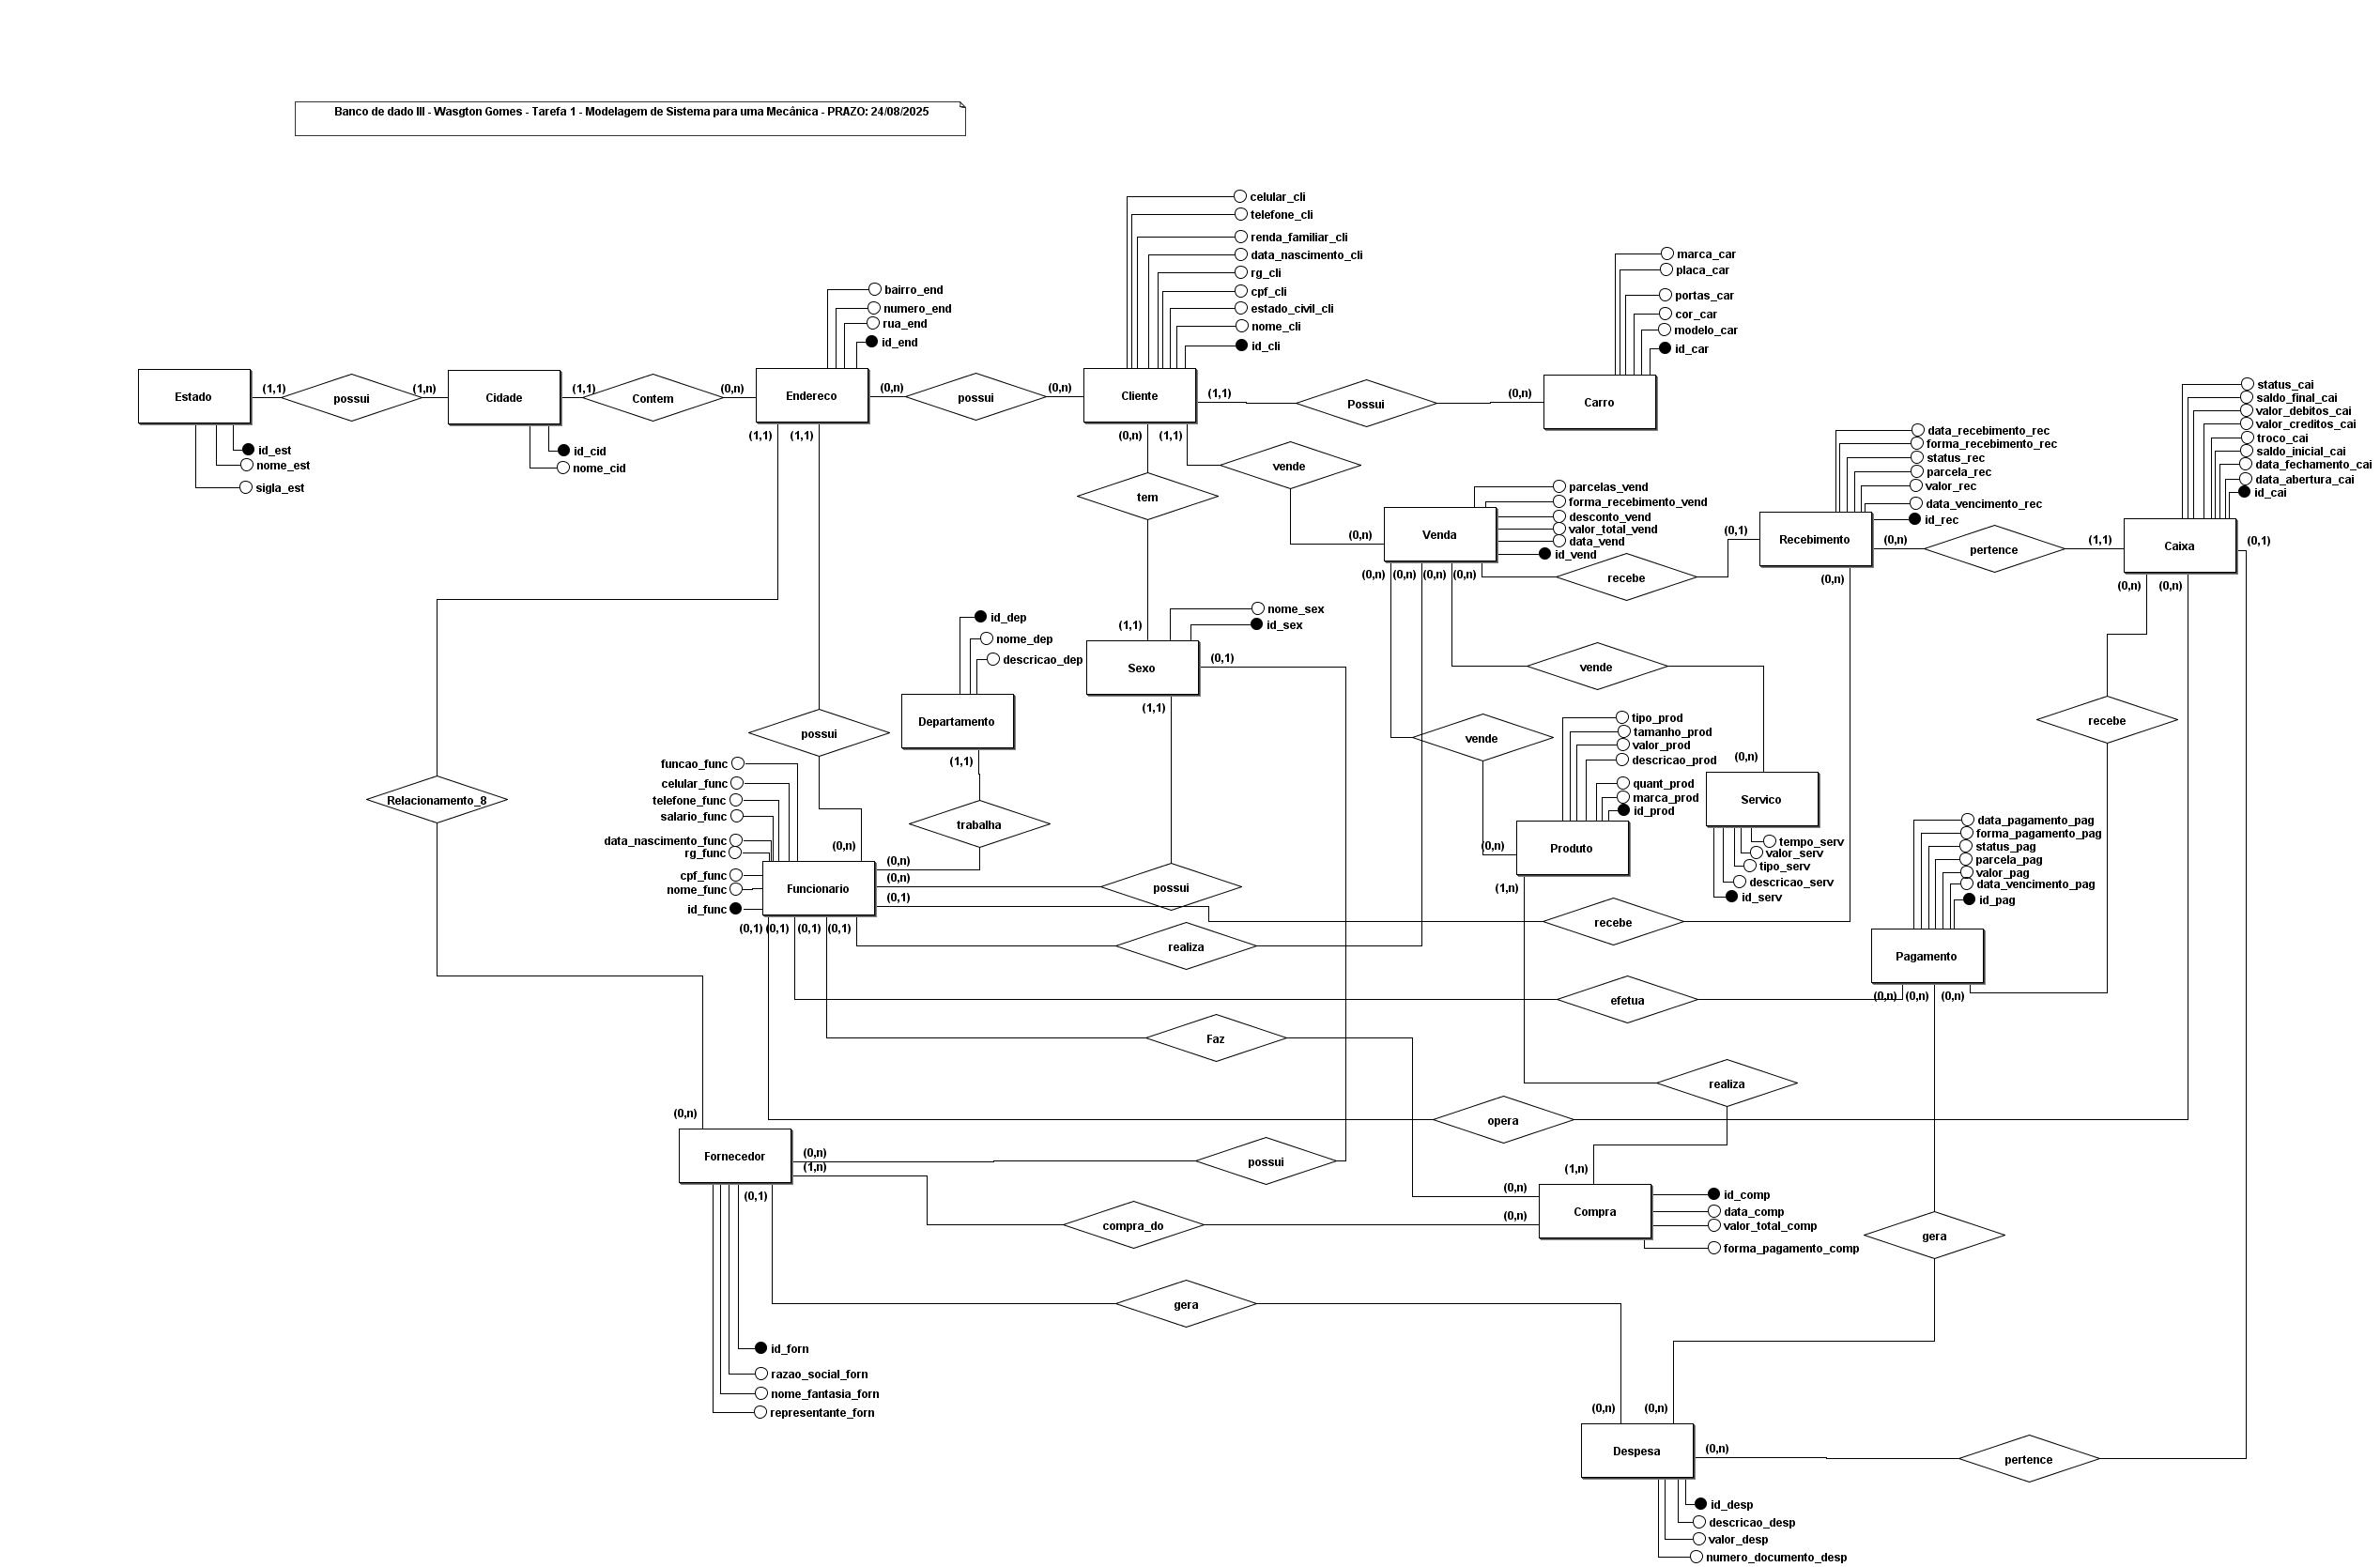 Banco de dado III - Wasgton Gomes - Tarefa 1 - Modelagem de Sistema para uma Mecânica - PRAZO: 24/08/2025
celular_cli
telefone_cli
renda_familiar_cli
data_nascimento_cli
rg_cli
cpf_cli
estado_civil_cli
nome_cli
id_cli
marca_car
placa_car
portas_car
cor_car
modelo_car
id_car
bairro_end
numero_end
rua_end
id_end
Estado
(1,1)
possui
(1,n)
Cidade
(1,1)
Contem
(0,n)
Endereco
(0,n)
possui
(0,n)
Cliente
(1,1)
Possui
(0,n)
Carro
id_est
nome_est
sigla_est
id_cid
nome_cid
(1,1)
(1,1)
(0,n)
(1,1)
tem
vende
(0,n)
status_cai
saldo_final_cai
valor_debitos_cai
valor_creditos_cai
troco_cai
saldo_inicial_cai
data_fechamento_cai
data_abertura_cai
id_cai
data_recebimento_rec
forma_recebimento_rec
status_rec
parcela_rec
valor_rec
data_vencimento_rec
id_rec
parcelas_vend
forma_recebimento_vend
desconto_vend
valor_total_vend
data_vend
id_vend
Venda
recebe
(0,1)
Recebimento
(0,n)
pertence
(1,1)
Caixa
(0,1)
(0,n)
(0,n)
(0,n)
(0,n)
(0,n)
(0,n)
(0,n)
nome_sex
id_sex
(1,1)
Sexo
(0,1)
(1,1)
id_dep
nome_dep
descricao_dep
Departamento
(1,1)
trabalha
possui
(0,n)
vende
(0,n)
Servico
tempo_serv
valor_serv
tipo_serv
descricao_serv
id_serv
vende
(0,n)
tipo_prod
tamanho_prod
valor_prod
descricao_prod
quant_prod
marca_prod
id_prod
Produto
(1,n)
recebe
Relacionamento_8
funcao_func
celular_func
telefone_func
salario_func
data_nascimento_func
rg_func
cpf_func
nome_func
id_func
Funcionario
(0,n)
(0,n)
(0,1)
possui
recebe
(0,1)
(0,1)
(0,1)
(0,1)
realiza
data_pagamento_pag
forma_pagamento_pag
status_pag
parcela_pag
valor_pag
data_vencimento_pag
id_pag
Pagamento
(0,n)
(0,n)
(0,n)
efetua
Faz
realiza
opera
(0,n)
Fornecedor
(0,n)
(1,n)
(0,1)
possui
compra_do
(1,n)
(0,n)
(0,n)
Compra
id_comp
data_comp
valor_total_comp
forma_pagamento_comp
gera
gera
id_forn
razao_social_forn
nome_fantasia_forn
representante_forn
(0,n)
(0,n)
Despesa
(0,n)
pertence
id_desp
descricao_desp
valor_desp
numero_documento_desp